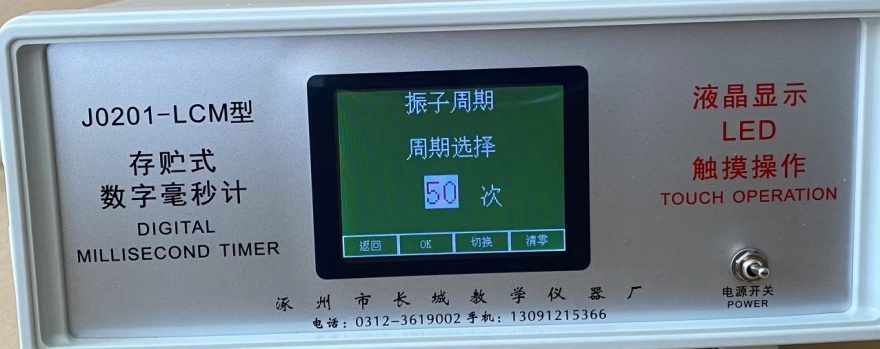 J0201-LCM型
存贮式
数字毫秒计
DIGITAL
MILLISECOND TIMER
振子周期
周期选择
50 次
返回 OK 切换 清零
液晶显示
LED
触摸操作
TOUCH OPERATION
电源开关
POWER
涿州市长城教学仪器厂
电话：0312-3619002 手机：13091215366